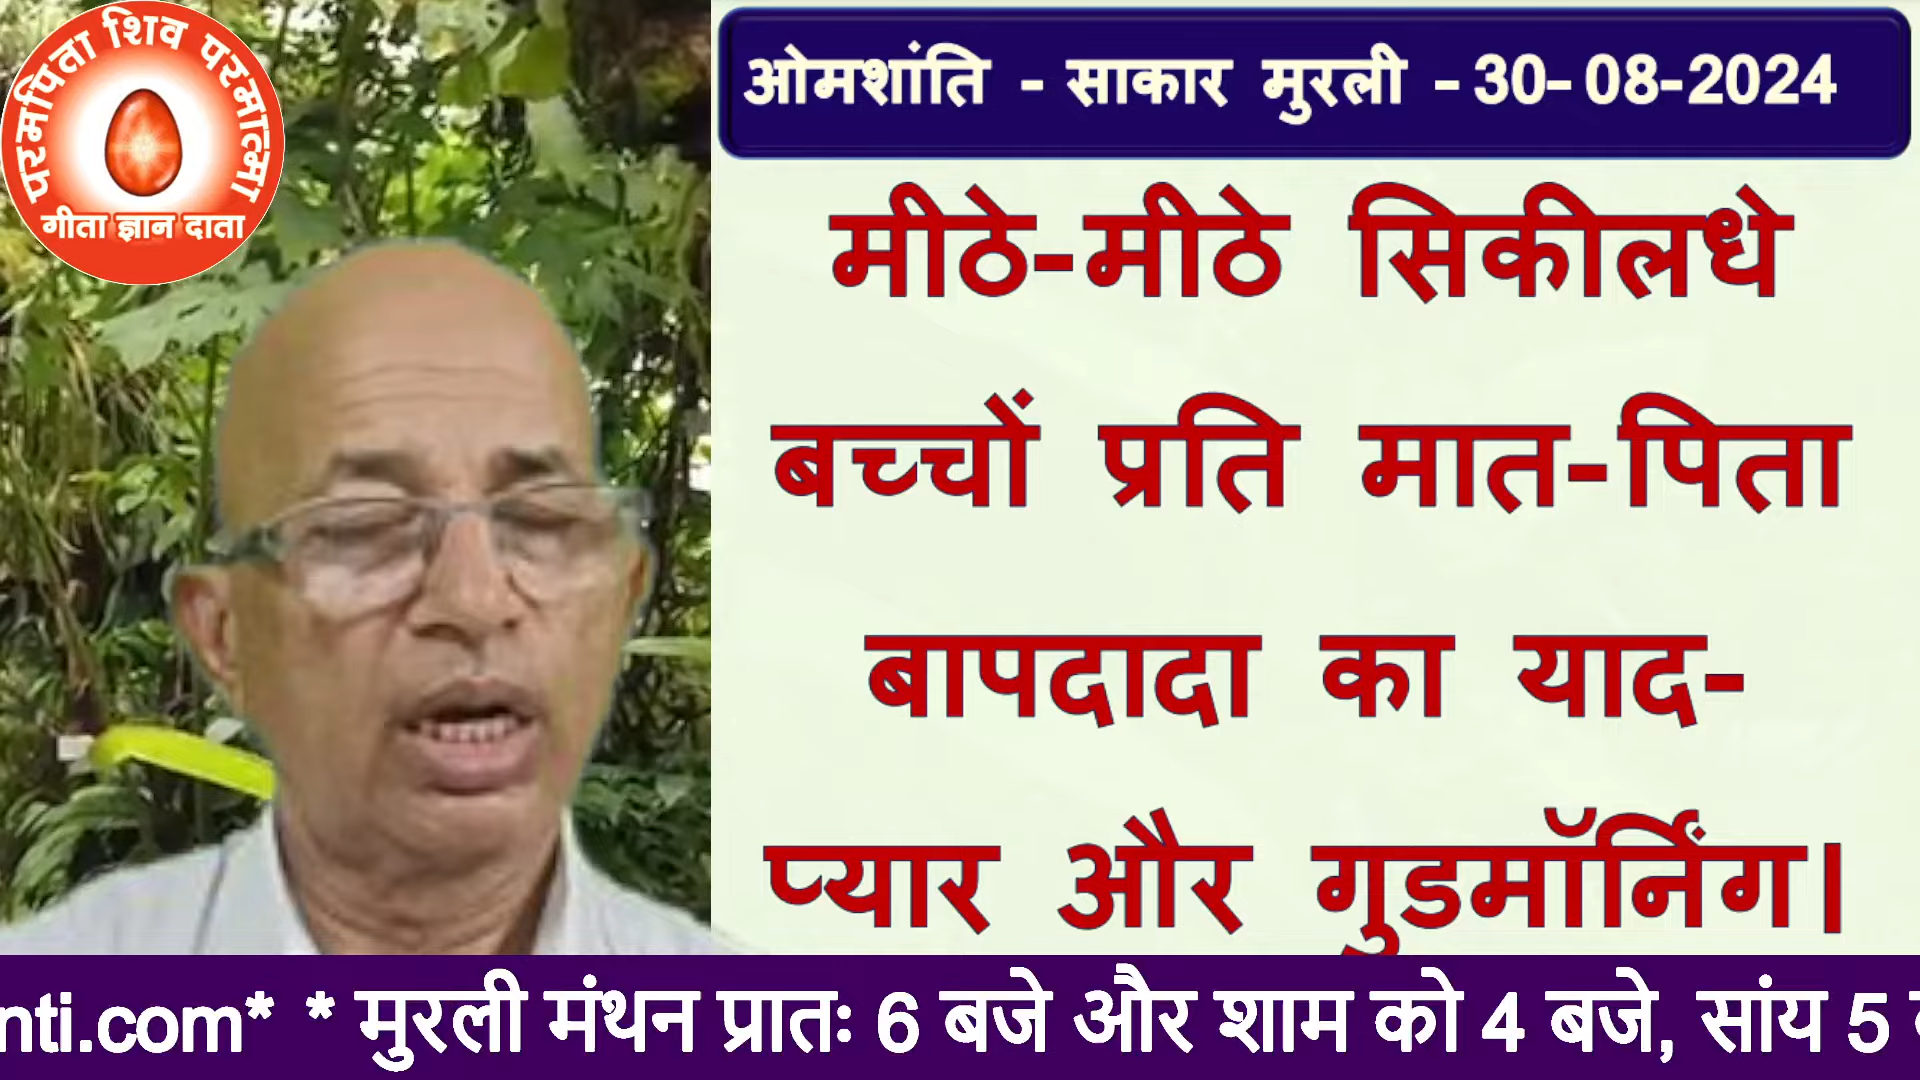 परमपिता शिव परमात्मा
गीता ज्ञान दाता
ओमशांति - साकार मुरली - 30-08-2024
मीठे-मीठे सिकीलधे
बच्चों प्रति मात-पिता
बापदादा का याद-
प्यार और गुडमॉर्निंग।
nti.com* * मुरली मंथन प्रातः 6 बजे और शाम को 4 बजे, सांय 5